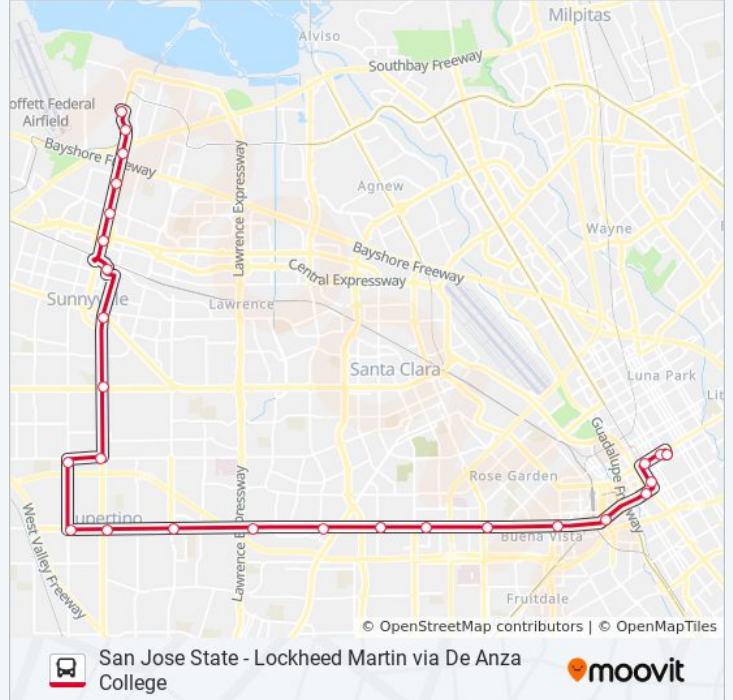 Milpitas
Alviso
Southbay Freeway
offett Federal
Airfield
Bayshore Freeway
Lawrence Expressway
Agnew
Wayne
Bayshore Freeway
Central Expressway
Sunnyvale
Lawrence
Santa Clara
Luna Park
Lit
Guadalupe Freeway
Rose Garden
upertino
West Valley Freeway
Lawrence Expressway
Buena Vista
Fruitdale
© OpenStreetMap contributors | © OpenMapTiles
San Jose State - Lockheed Martin via De Anza
College
moovit